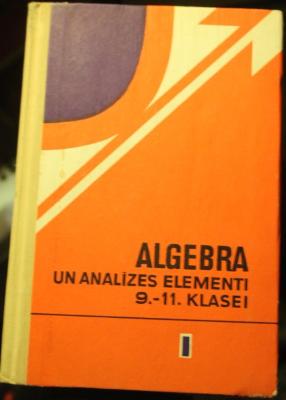 ALGEBRA
UN ANALĪZES ELEMENTI
9.-11. KLASEI
I